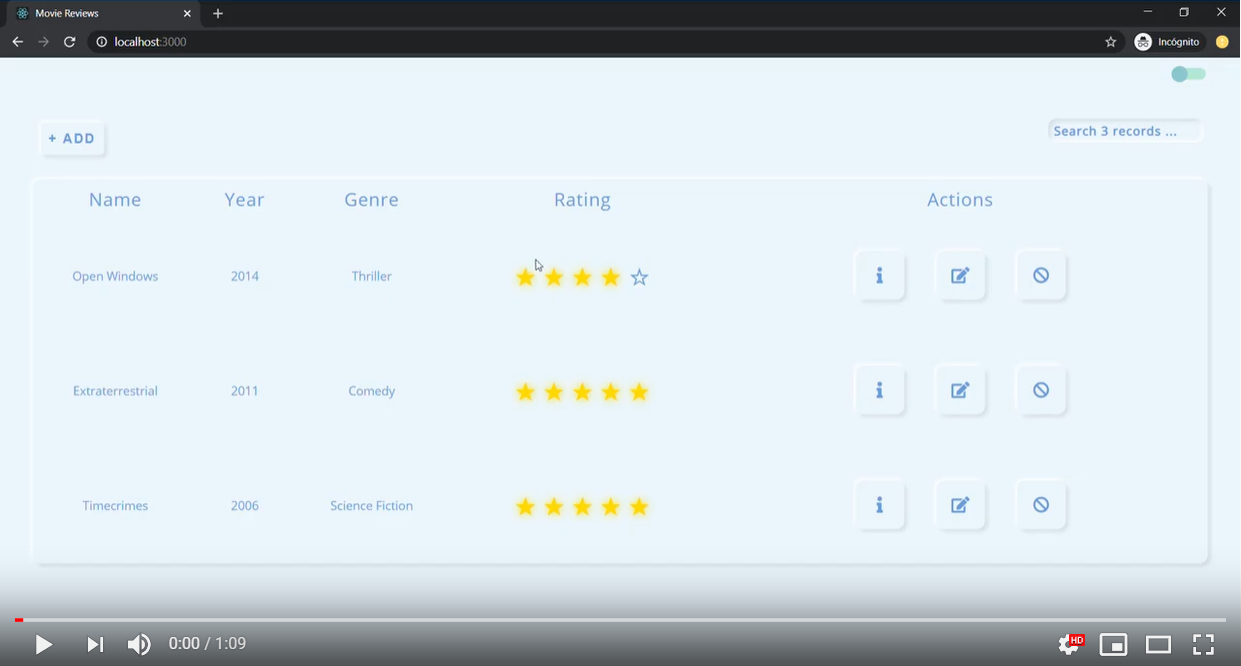 Movie Reviews
localhost:3000
Incógnito
+ ADD
Search 3 records ...
Name Year Genre Rating Actions
Open Windows 2014 Thriller
Extraterrestrial 2011 Comedy
Timecrimes 2006 Science Fiction
0:00 / 1:09
HD